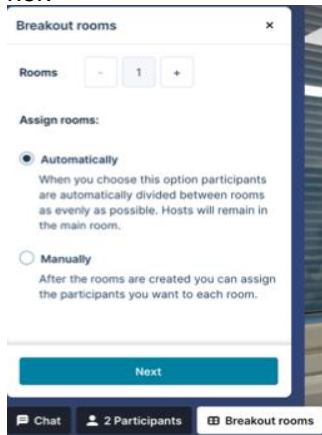 Breakout rooms ×
Rooms - 1 +
Assign rooms:
Automatically
When you choose this option participants
are automatically divided between rooms
as evenly as possible. Hosts will remain in
the main room.
Manually
After the rooms are created you can assign
the participants you want to each room.
Next
Chat 2 Participants Breakout rooms